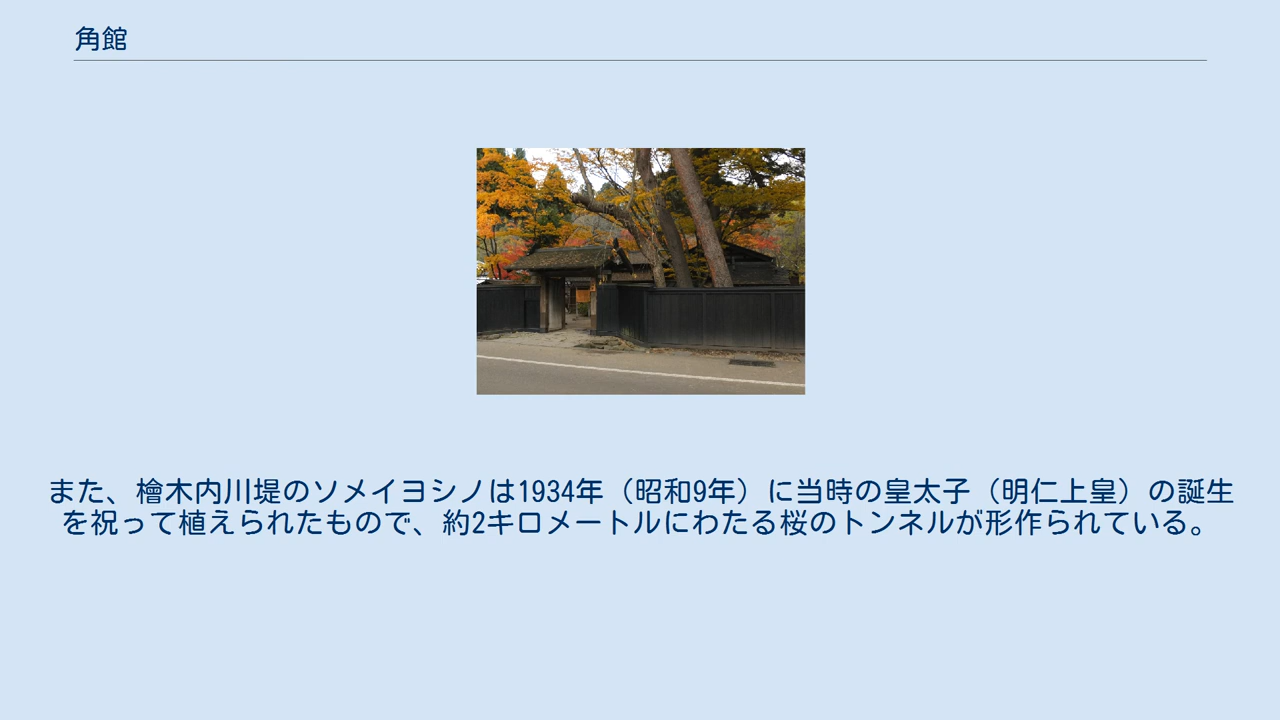 角館
また、檜木内川堤のソメイヨシノは1934年（昭和9年）に当時の皇太子（明仁上皇）の誕生
を祝って植えられたもので、約2キロメートルにわたる桜のトンネルが形作られている。